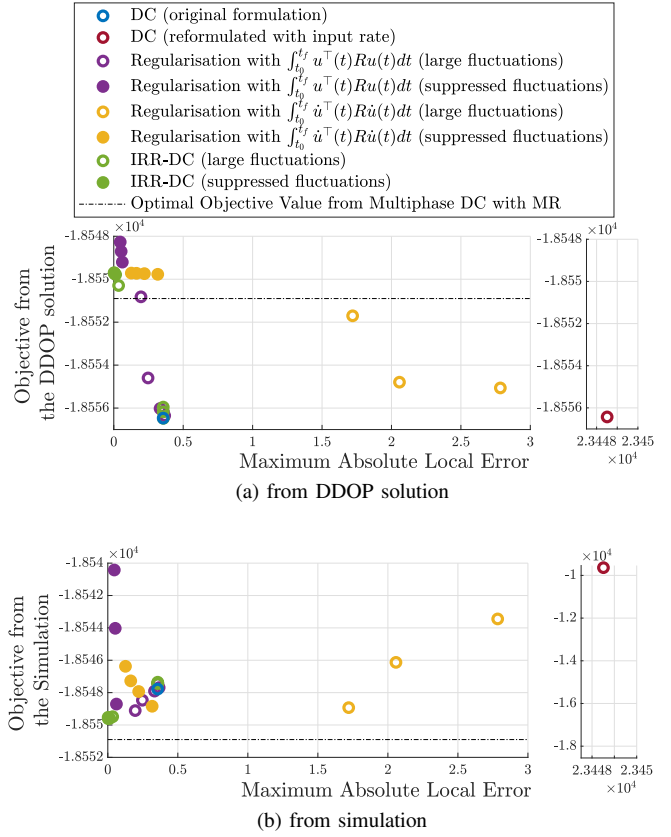 DC (original formulation)
DC (reformulated with input rate)
Regularisation with ∫_{t_0}^{t_f} u^⊤(t)Ru(t)dt (large fluctuations)
Regularisation with ∫_{t_0}^{t_f} u^⊤(t)Ru(t)dt (suppressed fluctuations)
Regularisation with ∫_{t_0}^{t_f} u̇^⊤(t)Ru̇(t)dt (large fluctuations)
Regularisation with ∫_{t_0}^{t_f} u̇^⊤(t)Ru̇(t)dt (suppressed fluctuations)
IRR-DC (large fluctuations)
IRR-DC (suppressed fluctuations)
Optimal Objective Value from Multiphase DC with MR
×10^4
-1.8548
-1.855
-1.8552
-1.8554
-1.8556
Objective from
the DDOP solution
0 0.5 1 1.5 2 2.5 3
Maximum Absolute Local Error
×10^4
-1.8548
-1.855
-1.8552
-1.8554
-1.8556
2.3448 2.345
×10^4
(a) from DDOP solution
×10^4
-1.854
-1.8542
-1.8544
-1.8546
-1.8548
-1.855
-1.8552
Objective from
the Simulation
0 0.5 1 1.5 2 2.5 3
Maximum Absolute Local Error
×10^4
-1
-1.2
-1.4
-1.6
-1.8
2.3448 2.345
×10^4
(b) from simulation